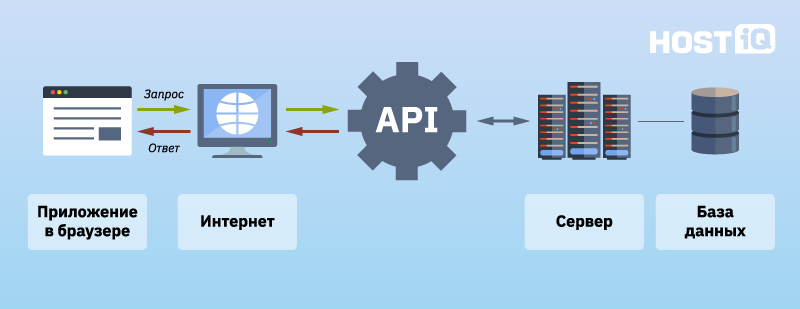 HOST iQ
Запрос
Ответ
API
Приложение
в браузере
Интернет
Сервер
База
данных